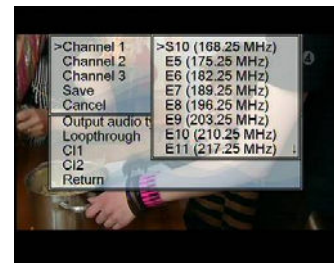 >Channel 1
Channel 2
Channel 3
Save
Cancel
Output audio t
Loopthrough
CI1
CI2
Return
>S10 (168.25 MHz)
E5 (175.25 MHz)
E6 (182.25 MHz)
E7 (189.25 MHz)
E8 (196.25 MHz)
E9 (203.25 MHz)
E10 (210.25 MHz)
E11 (217.25 MHz)